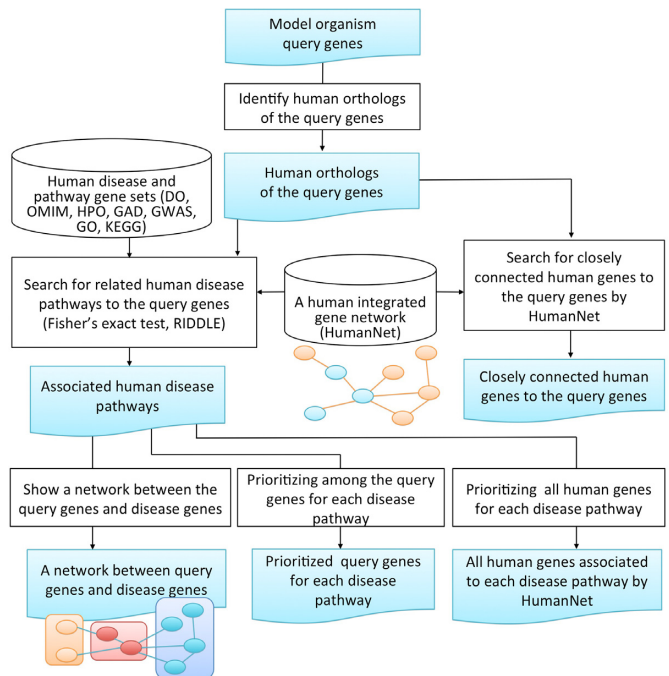 Model organism
query genes
Identify human orthologs
of the query genes
Human disease and
pathway gene sets (DO,
OMIM, HPO, GAD, GWAS,
GO, KEGG)
Human orthologs
of the query genes
Search for related human disease
pathways to the query genes
(Fisher's exact test, RIDDLE)
A human integrated
gene network
(HumanNet)
Search for closely
connected human genes to
the query genes by
HumanNet
Associated human disease
pathways
Closely connected human
genes to the query genes
Show a network between the
query genes and disease genes
Prioritizing among the query
genes for each disease
pathway
Prioritizing all human genes
for each disease pathway
A network between query
genes and disease genes
Prioritized query genes
for each disease
pathway
All human genes associated
to each disease pathway by
HumanNet